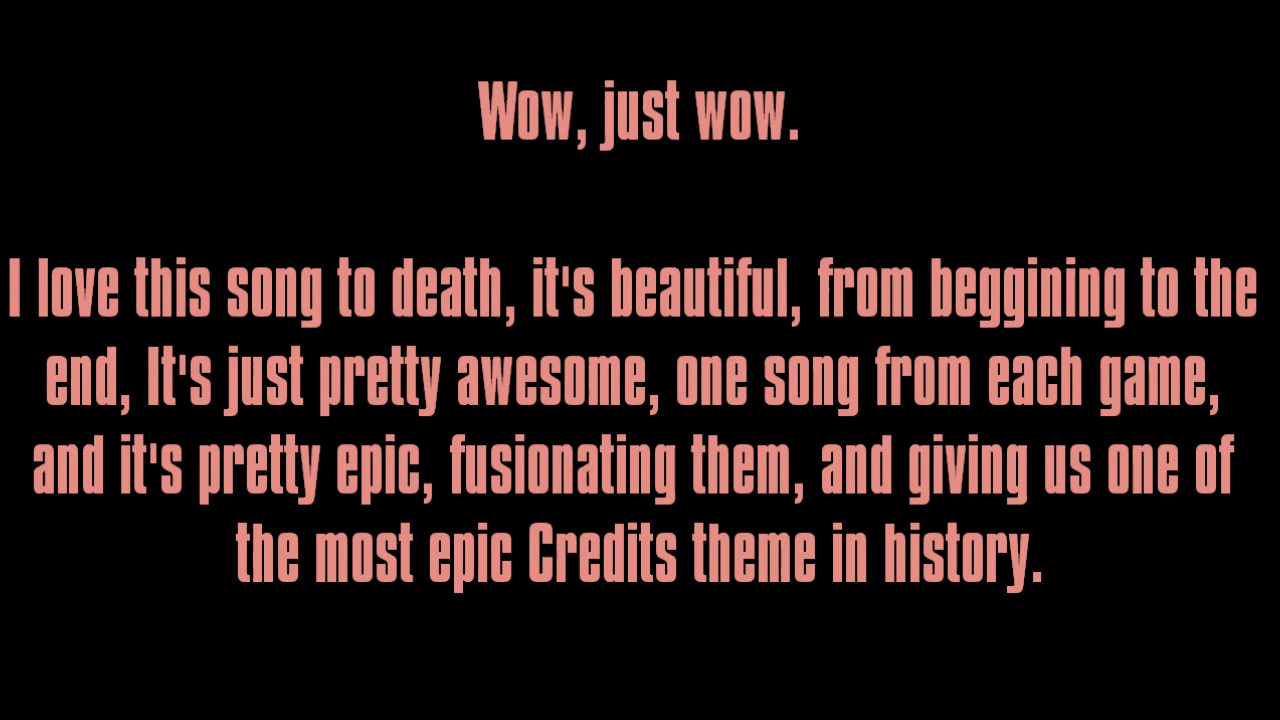 Wow, just wow.
I love this song to death, it's beautiful, from beggining to the
end, It's just pretty awesome, one song from each game,
and it's pretty epic, fusionating them, and giving us one of
the most epic Credits theme in history.